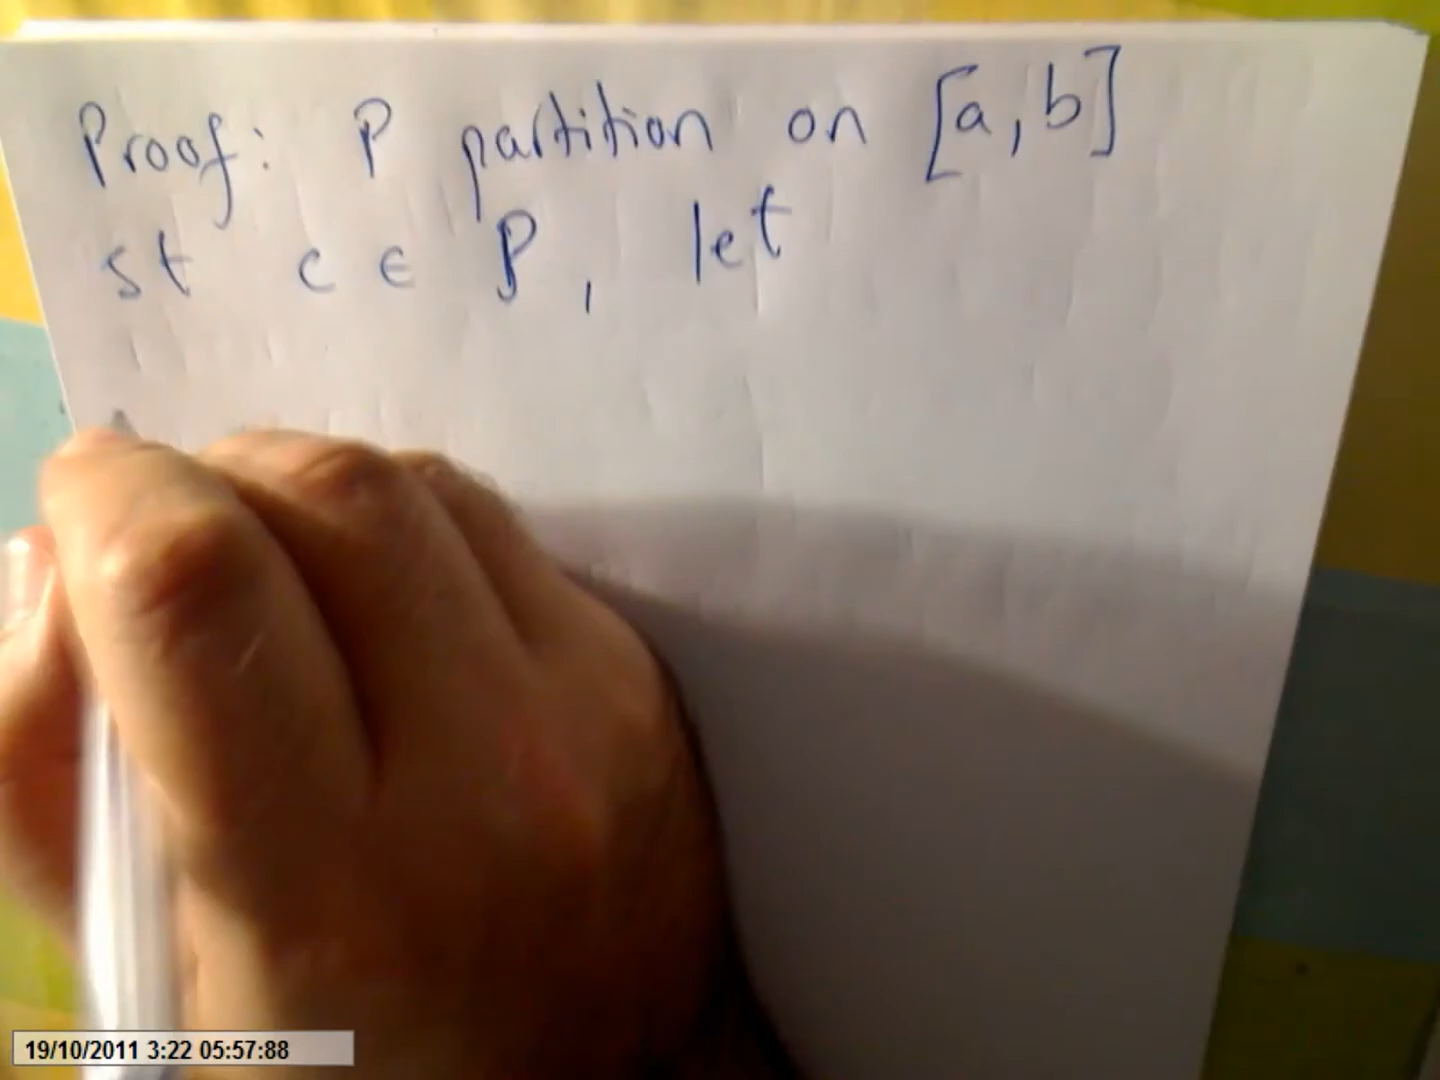 Proof: P partition on [a, b]
st c ∈ P, let
19/10/2011 3:22 05:57:88